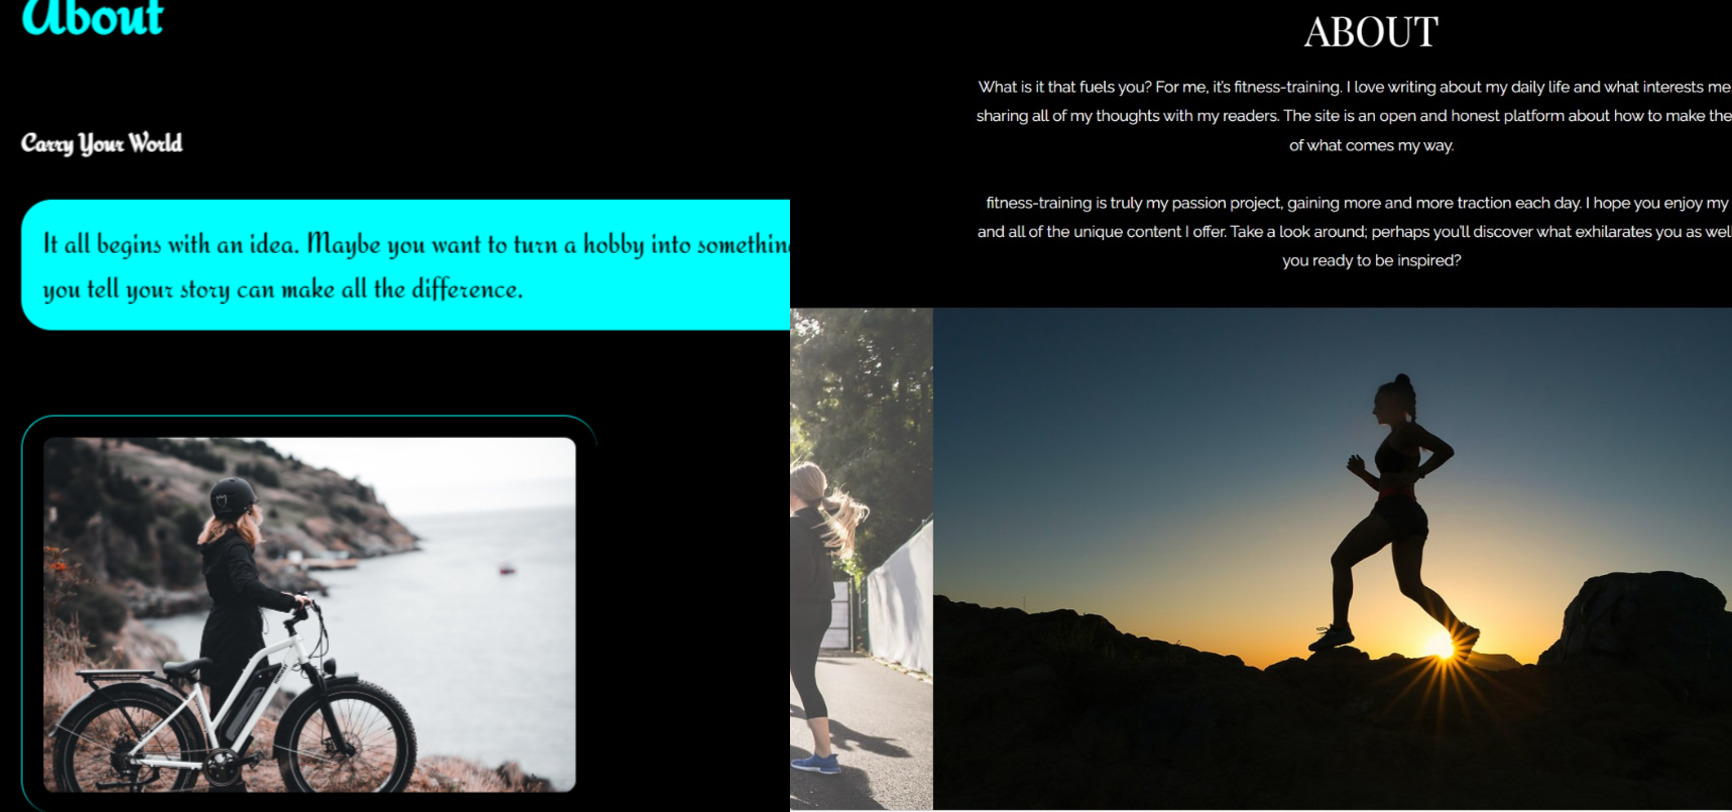 About
Carry Your World
It all begins with an idea. Maybe you want to turn a hobby into somethin
you tell your story can make all the difference.
ABOUT
What is it that fuels you? For me, it's fitness-training. I love writing about my daily life and what interests me
sharing all of my thoughts with my readers. The site is an open and honest platform about how to make the
of what comes my way.
fitness-training is truly my passion project, gaining more and more traction each day. I hope you enjoy my
and all of the unique content I offer. Take a look around; perhaps you'll discover what exhilarates you as well
you ready to be inspired?